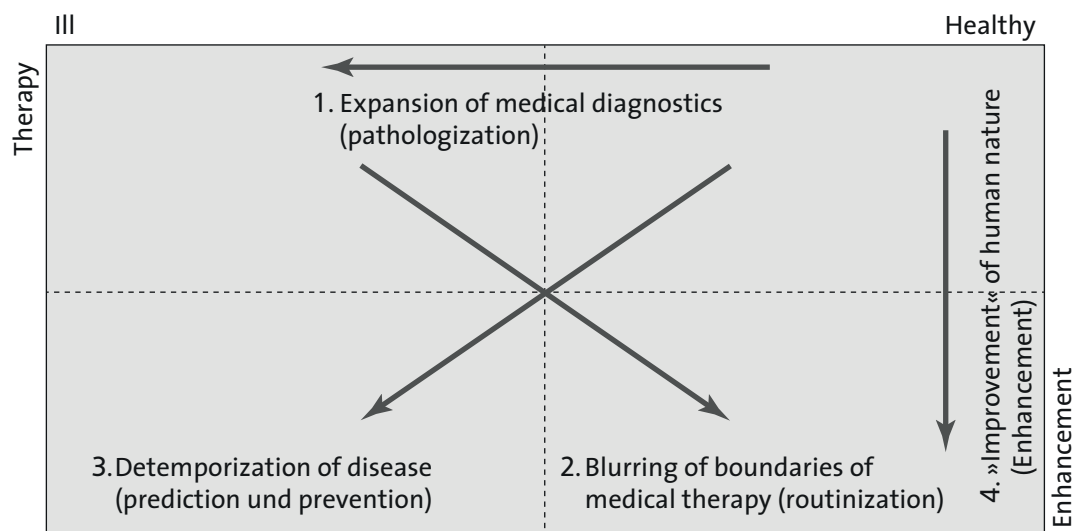 Ill
Healthy
Therapy
1. Expansion of medical diagnostics
(pathologization)
4. »Improvement« of human nature
(Enhancement)
3. Detemporization of disease
(prediction und prevention)
2. Blurring of boundaries of
medical therapy (routinization)
Enhancement